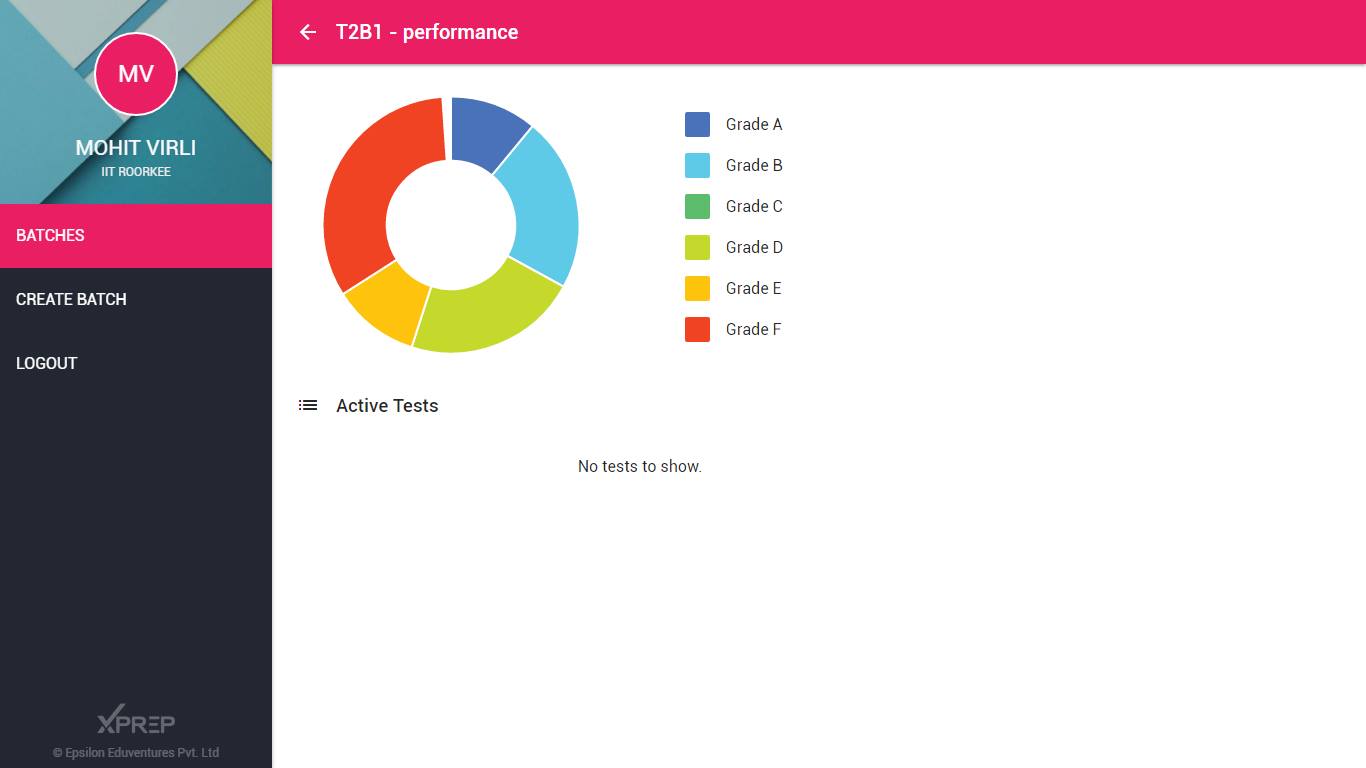 MV
MOHIT VIRLI
IIT ROORKEE
BATCHES
CREATE BATCH
LOGOUT
XPREP
© Epsilon Eduventures Pvt. Ltd
T2B1 - performance
Grade A
Grade B
Grade C
Grade D
Grade E
Grade F
Active Tests
No tests to show.